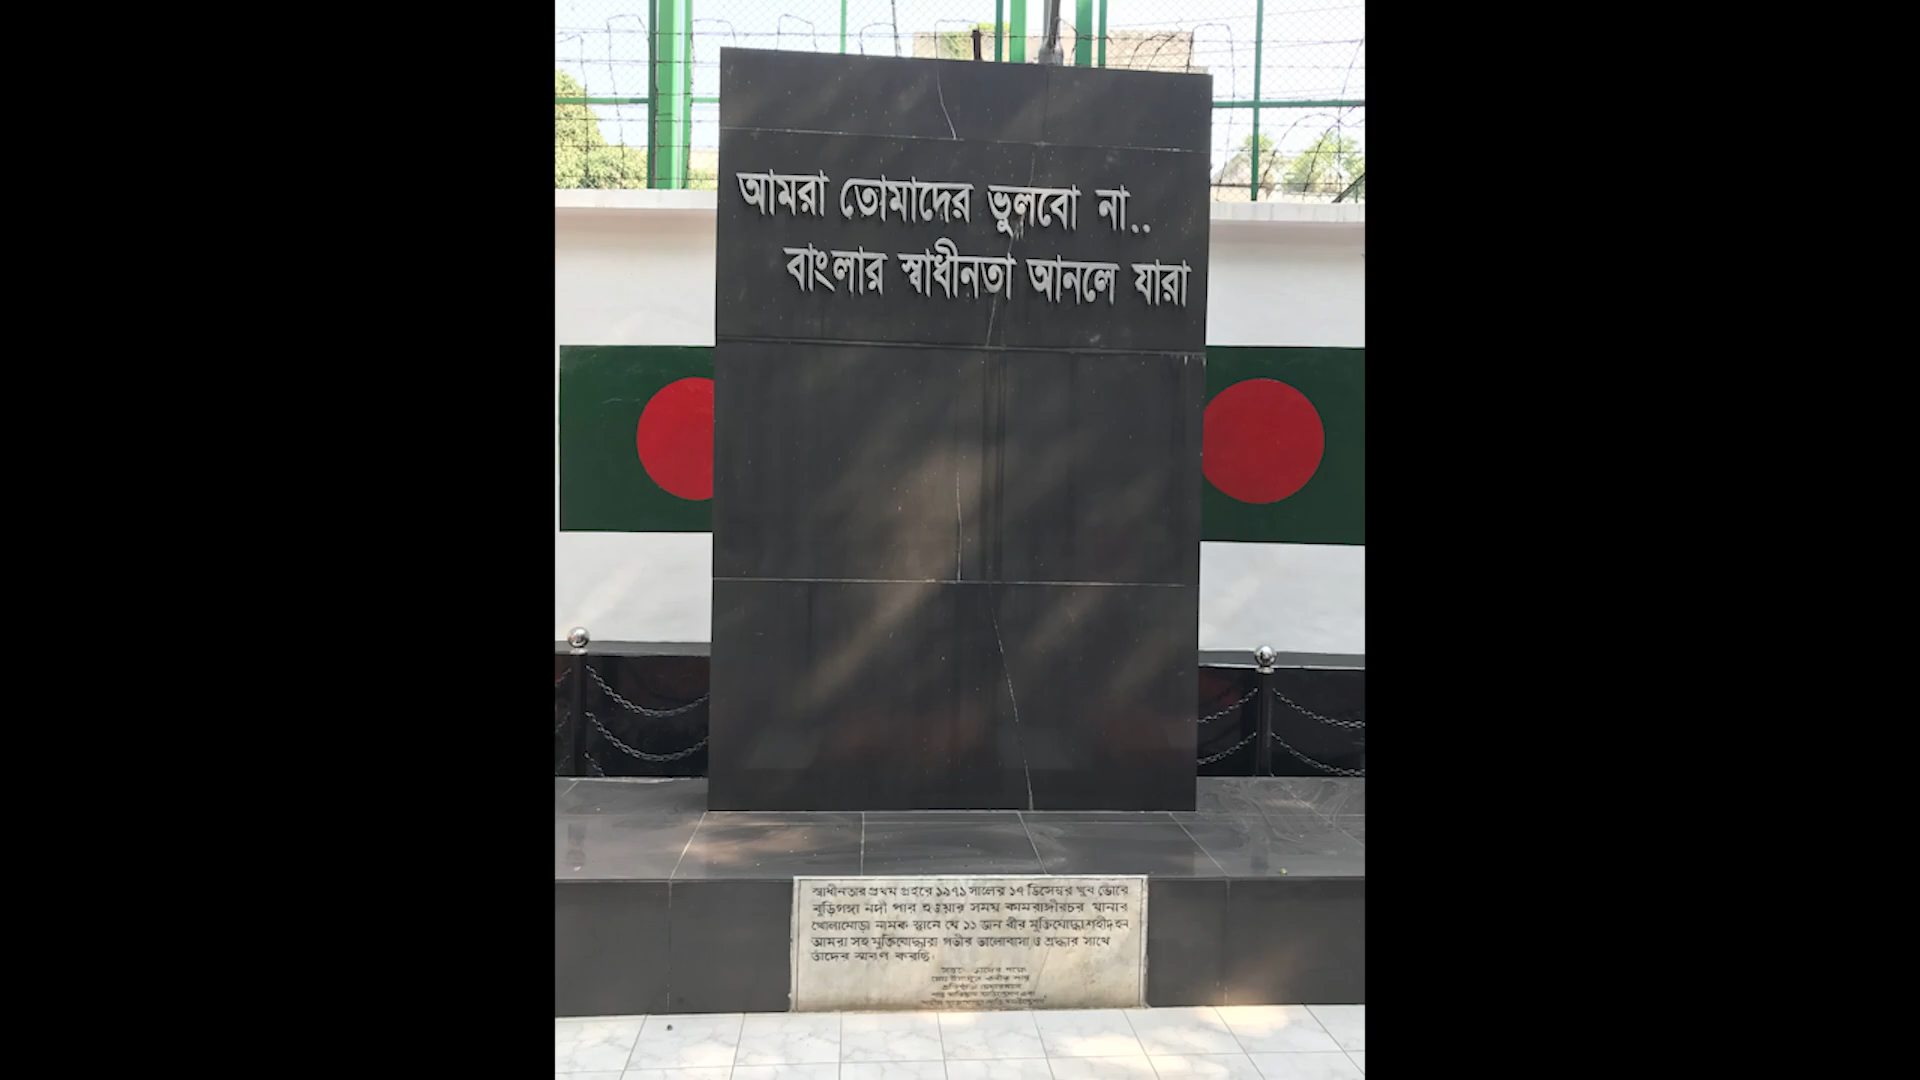 আমরা তোমাদের ভুলবো না..
বাংলার স্বাধীনতা আনলে যারা
স্বাধীনতার প্রথম প্রহরে ১৯৭১ সালের ১৭ ডিসেম্বর খুব ভোরে
বুড়িগঙ্গা নদী পার হওয়ার সময় কামরাঙ্গীরচর থানার
খোলামোড়া নামক স্থানে যে ১১ জন বীর মুক্তিযোদ্ধা শহীদ হন
আমরা সহ মুক্তিযোদ্ধারা গভীর ভালোবাসা ও শ্রদ্ধার সাথে
তাঁদের স্মরণ করছি।